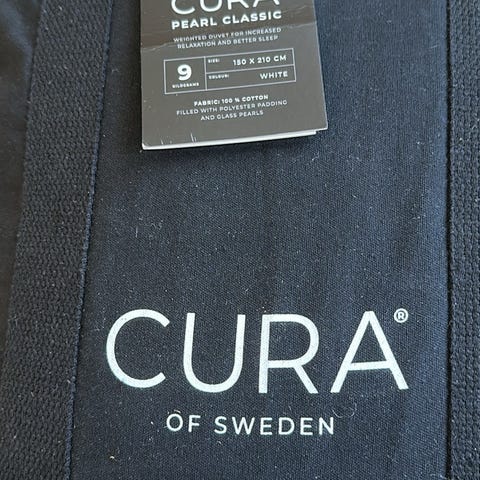 CURA
PEARL CLASSIC
WEIGHTED DUVET FOR INCREASED
RELAXATION AND BETTER SLEEP
9
KILOGRAMS
SIZE: 150 X 210 CM
COLOUR: WHITE
FABRIC: 100 % COTTON
FILLED WITH POLYESTER PADDING
AND GLASS PEARLS
CURA®
OF SWEDEN